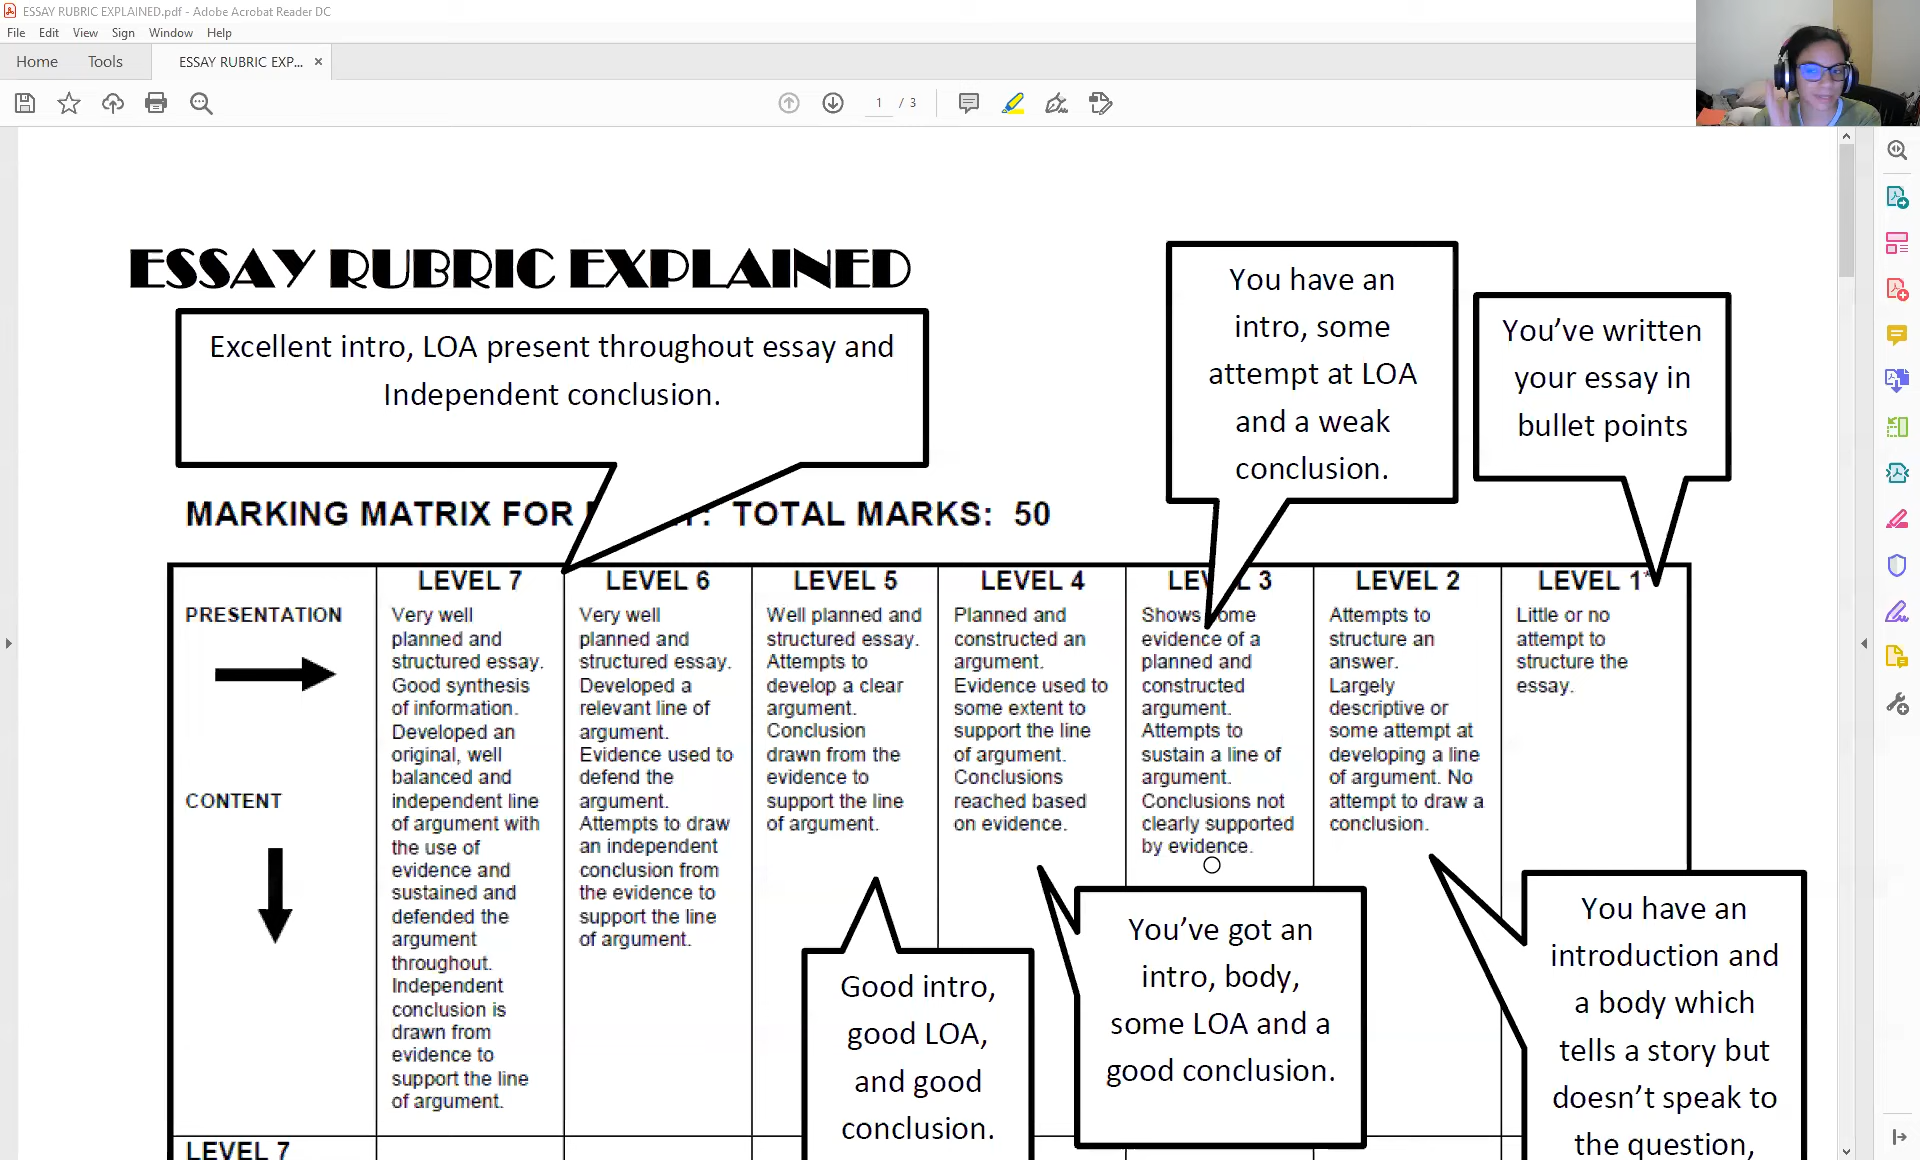 ESSAY RUBRIC EXPLAINED.pdf - Adobe Acrobat Reader DC
File Edit View Sign Window Help
Home Tools ESSAY RUBRIC EXP... ×
1 / 3
ESSAY RUBRIC EXPLAINED
Excellent intro, LOA present throughout essay and
Independent conclusion.
You have an
intro, some
attempt at LOA
and a weak
conclusion.
You’ve written
your essay in
bullet points
MARKING MATRIX FOR TOTAL MARKS: 50
PRESENTATION
CONTENT
LEVEL 7
Very well
planned and
structured essay.
Good synthesis
of information.
Developed an
original, well
balanced and
independent line
of argument with
the use of
evidence and
sustained and
defended the
argument
throughout.
Independent
conclusion is
drawn from
evidence to
support the line
of argument.
LEVEL 6
Very well
planned and
structured essay.
Developed a
relevant line of
argument.
Evidence used to
defend the
argument.
Attempts to draw
an independent
conclusion from
the evidence to
support the line
of argument.
LEVEL 5
Well planned and
structured essay.
Attempts to
develop a clear
argument.
Conclusion
drawn from the
evidence to
support the line
of argument.
LEVEL 4
Planned and
constructed an
argument.
Evidence used to
some extent to
support the line
of argument.
Conclusions
reached based
on evidence.
LEVEL 3
Shows some
evidence of a
planned and
constructed
argument.
Attempts to
sustain a line of
argument.
Conclusions not
clearly supported
by evidence.
LEVEL 2
Attempts to
structure an
answer.
Largely
descriptive or
some attempt at
developing a line
of argument. No
attempt to draw a
conclusion.
LEVEL 1*
Little or no
attempt to
structure the
essay.
Good intro,
good LOA,
and good
conclusion.
You’ve got an
intro, body,
some LOA and a
good conclusion.
You have an
introduction and
a body which
tells a story but
doesn’t speak to
the question,
LEVEL 7